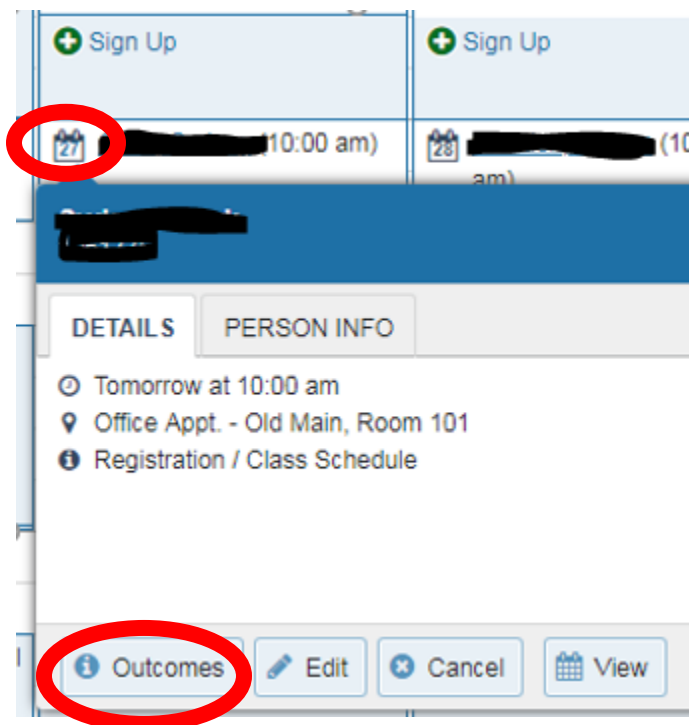 Sign Up
Sign Up
27 (10:00 am)
28 (10
am)
DETAILS PERSON INFO
Tomorrow at 10:00 am
Office Appt. - Old Main, Room 101
Registration / Class Schedule
Outcomes Edit Cancel View